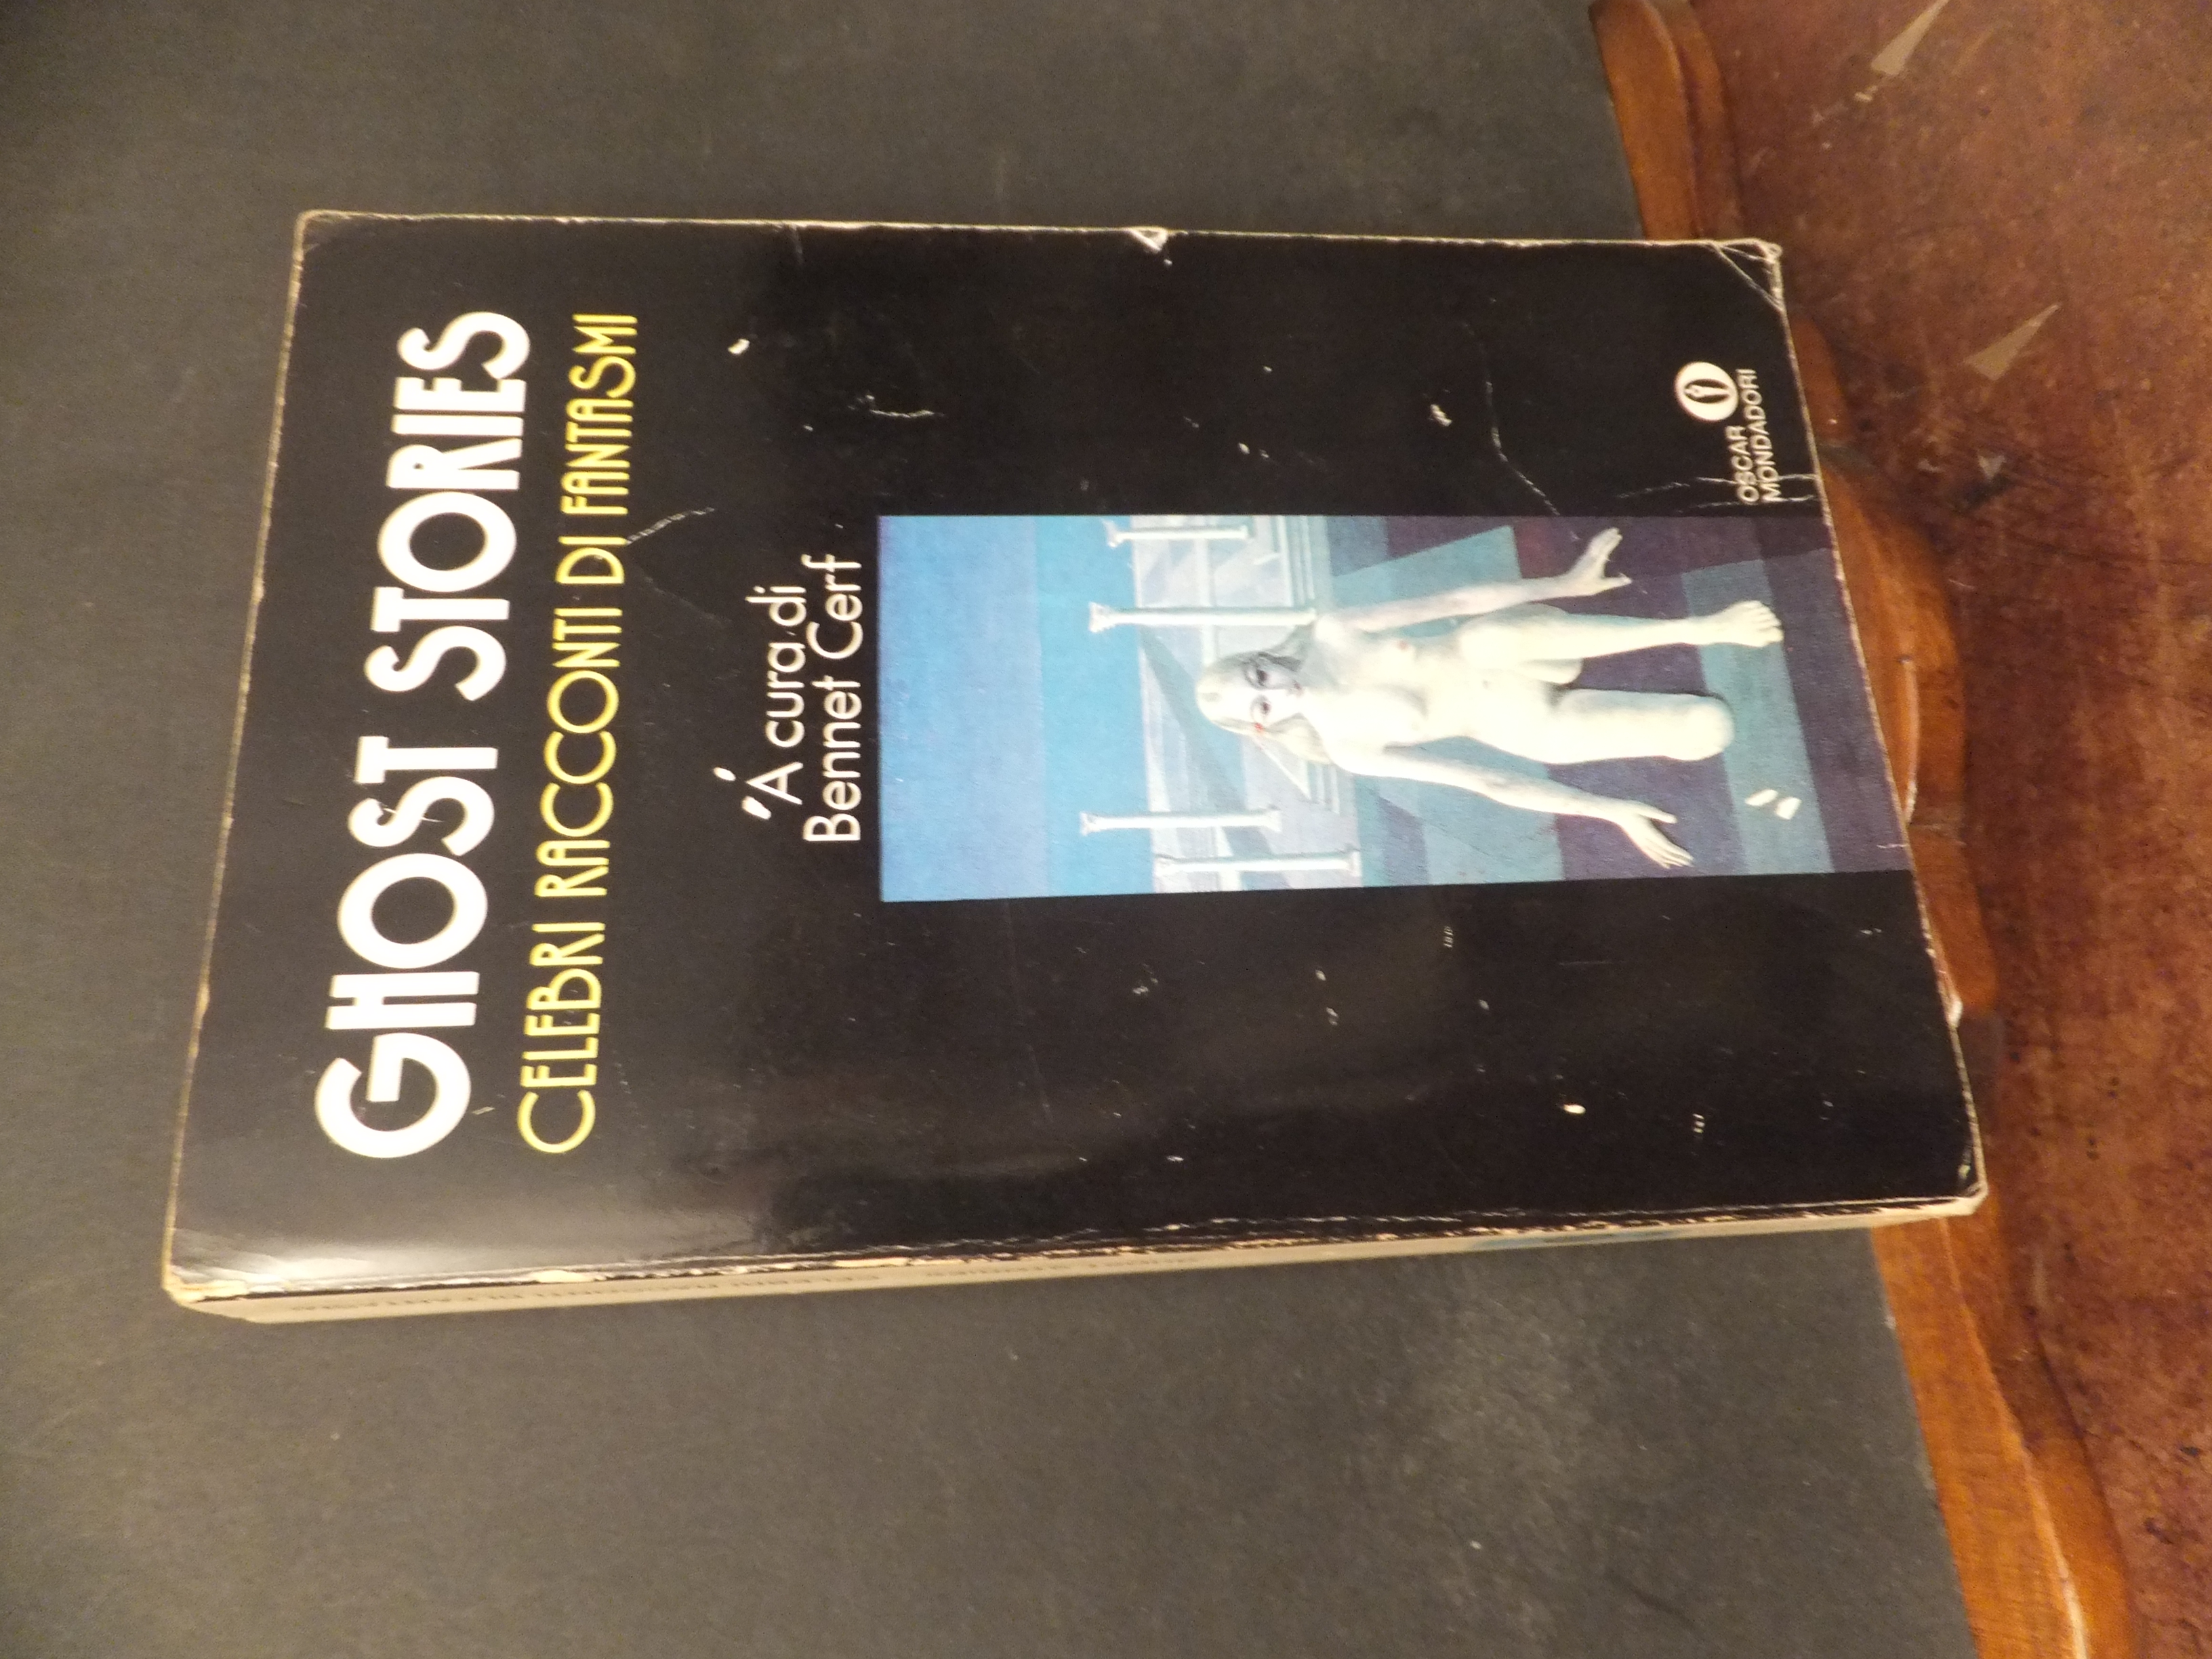 GHOST STORIES
CELEBRI RACCONTI DI FANTASMI
A cura di
Bennet Cerf
OSCAR
MONDADORI